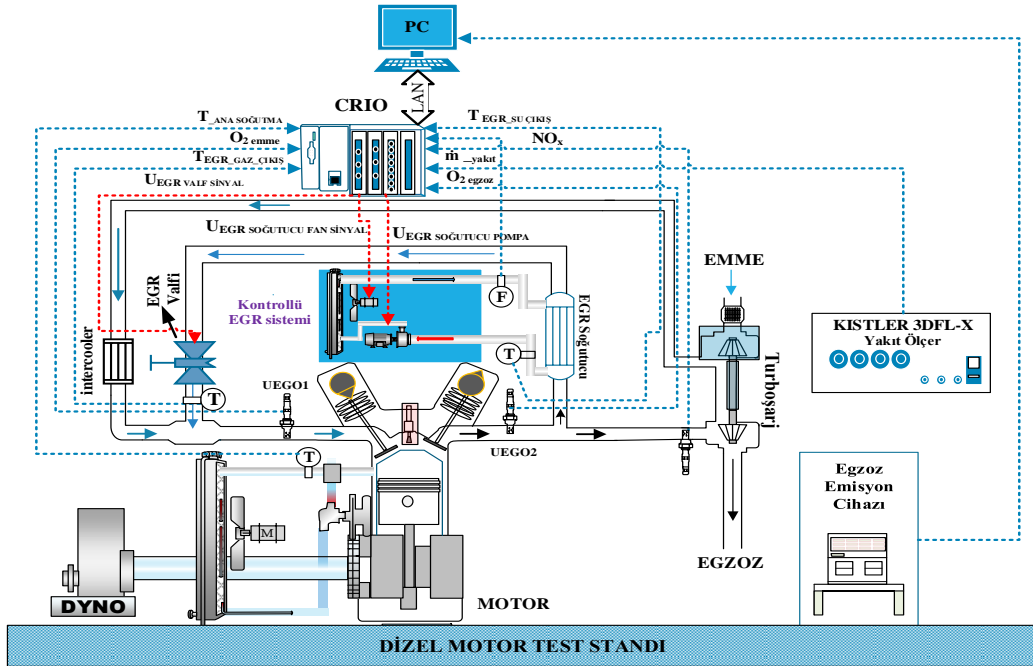 PC
LAN
CRIO
T_ANA SOĞUTMA
O2 emme
TEGR_GAZ_ÇIKIŞ
UEGR VALF SİNYAL
T EGR_SU ÇIKIŞ
NOx
ṁ _yakıt
O2 egzoz
UEGR SOĞUTUCU FAN SİNYAL
UEGR SOĞUTUCU POMPA
EGR Valfi
Kontrollü
EGR sistemi
F
EGR Soğutucu
EMME
KISTLER 3DFL-X
Yakıt Ölçer
intercooler
T
T
UEGO1
Turboşarj
UEGO2
T
Egzoz
Emisyon
Cihazı
M
EGZOZ
DYNO
MOTOR
DİZEL MOTOR TEST STANDI